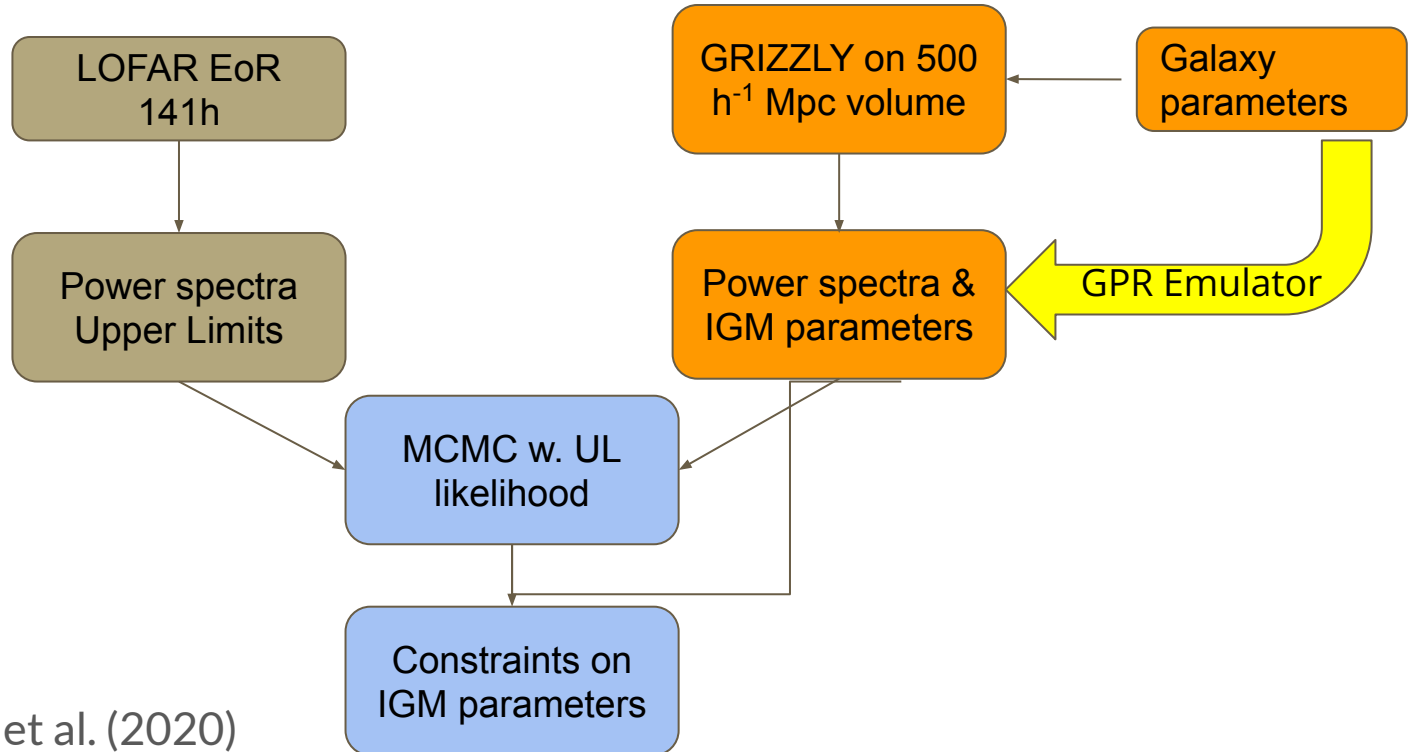 LOFAR EoR
141h
GRIZZLY on 500
h⁻¹ Mpc volume
Galaxy
parameters
Power spectra
Upper Limits
Power spectra &
IGM parameters
GPR Emulator
MCMC w. UL
likelihood
Constraints on
IGM parameters
et al. (2020)